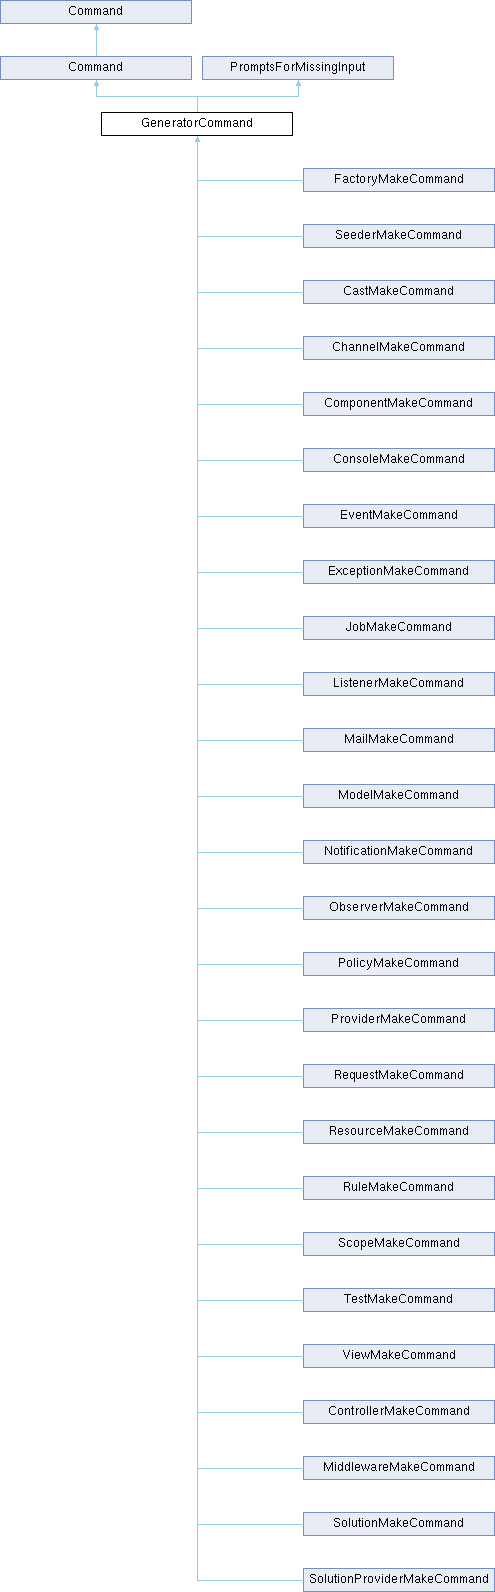 Command
Command
PromptsForMissingInput
GeneratorCommand
FactoryMakeCommand
SeederMakeCommand
CastMakeCommand
ChannelMakeCommand
ComponentMakeCommand
ConsoleMakeCommand
EventMakeCommand
ExceptionMakeCommand
JobMakeCommand
ListenerMakeCommand
MailMakeCommand
ModelMakeCommand
NotificationMakeCommand
ObserverMakeCommand
PolicyMakeCommand
ProviderMakeCommand
RequestMakeCommand
ResourceMakeCommand
RuleMakeCommand
ScopeMakeCommand
TestMakeCommand
ViewMakeCommand
ControllerMakeCommand
MiddlewareMakeCommand
SolutionMakeCommand
SolutionProviderMakeCommand